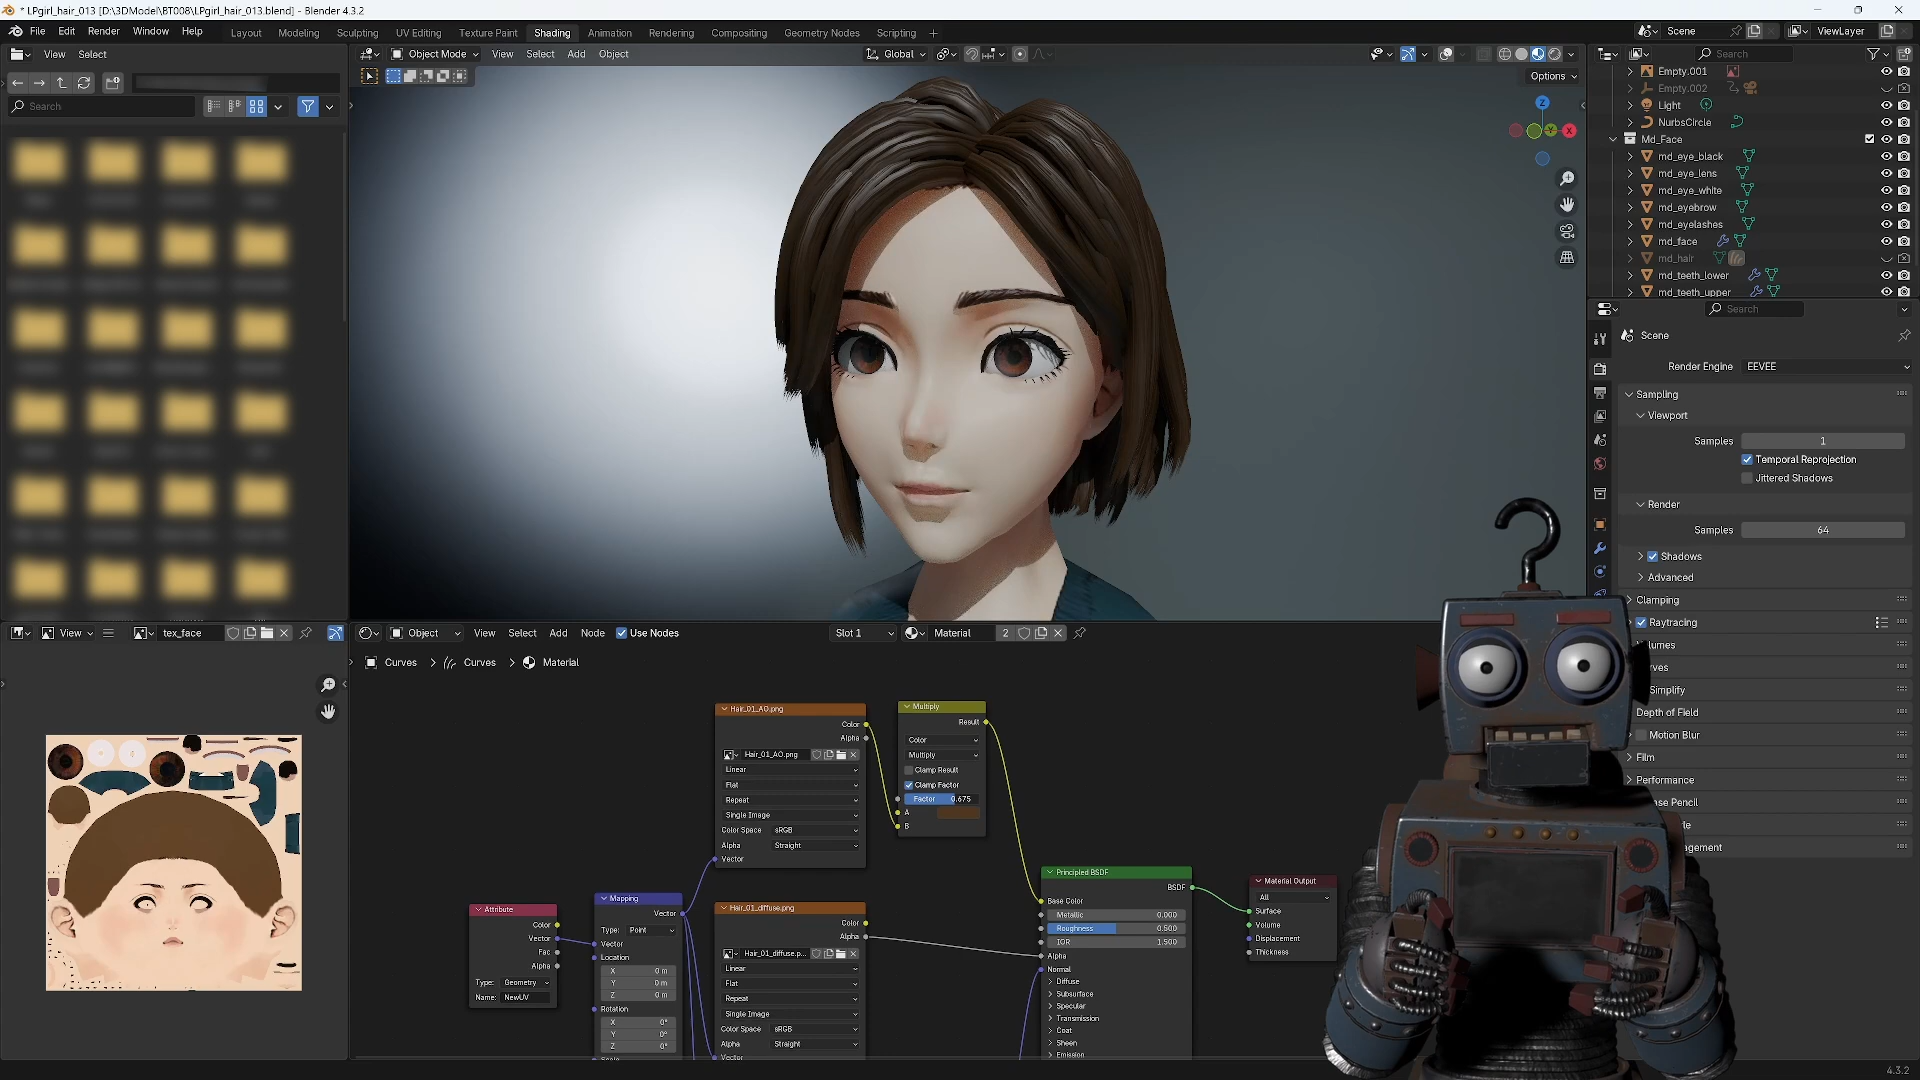 * LPgirl_hair_013 [D:\3DModel\BT008\LPgirl_hair_013.blend] - Blender 4.3.2
File Edit Render Window Help
Layout Modeling Sculpting UV Editing Texture Paint Shading Animation Rendering Compositing Geometry Nodes Scripting +
Scene
ViewLayer
View Select
Search
Object Mode View Select Add Object
Global
Options
Z
Y
X
Search
Empty.001
Empty.002
Light
NurbsCircle
Md_Face
md_eye_black
md_eye_lens
md_eye_white
md_eyebrow
md_eyelashes
md_face
md_hair
md_teeth_lower
md_teeth_upper
Search
Scene
Render Engine EEVEE
Sampling
Viewport
Samples 1
Temporal Reprojection
Jittered Shadows
Render
Samples 64
Shadows
Advanced
Clamping
Raytracing
lumes
rves
Simplify
Depth of Field
Motion Blur
Film
Performance
ase Pencil
agement
View
tex_face
Object View Select Add Node Use Nodes
Slot 1
Material 2
Curves > Curves > Material
Hair_01_AO.png
Color
Alpha
Hair_01_AO.png
Linear
Flat
Repeat
Single Image
Color Space sRGB
Alpha Straight
Vector
Multiply
Result
Color
Multiply
Clamp Result
Clamp Factor
Factor 0.675
A
B
Attribute
Color
Vector
Fac
Alpha
Type: Geometry
Name: NewUV
Mapping
Vector
Type: Point
Vector
Location
X 0 m
Y 0 m
Z 0 m
Rotation
X 0°
Y 0°
Z 0°
Hair_01_diffuse.png
Color
Alpha
Hair_01_diffuse.p...
Linear
Flat
Repeat
Single Image
Color Space sRGB
Alpha Straight
Vector
Principled BSDF
BSDF
Base Color
Metallic 0.000
Roughness 0.500
IOR 1.500
Alpha
Normal
Diffuse
Subsurface
Specular
Transmission
Coat
Sheen
Emission
Material Output
All
Surface
Volume
Displacement
Thickness
4.3.2